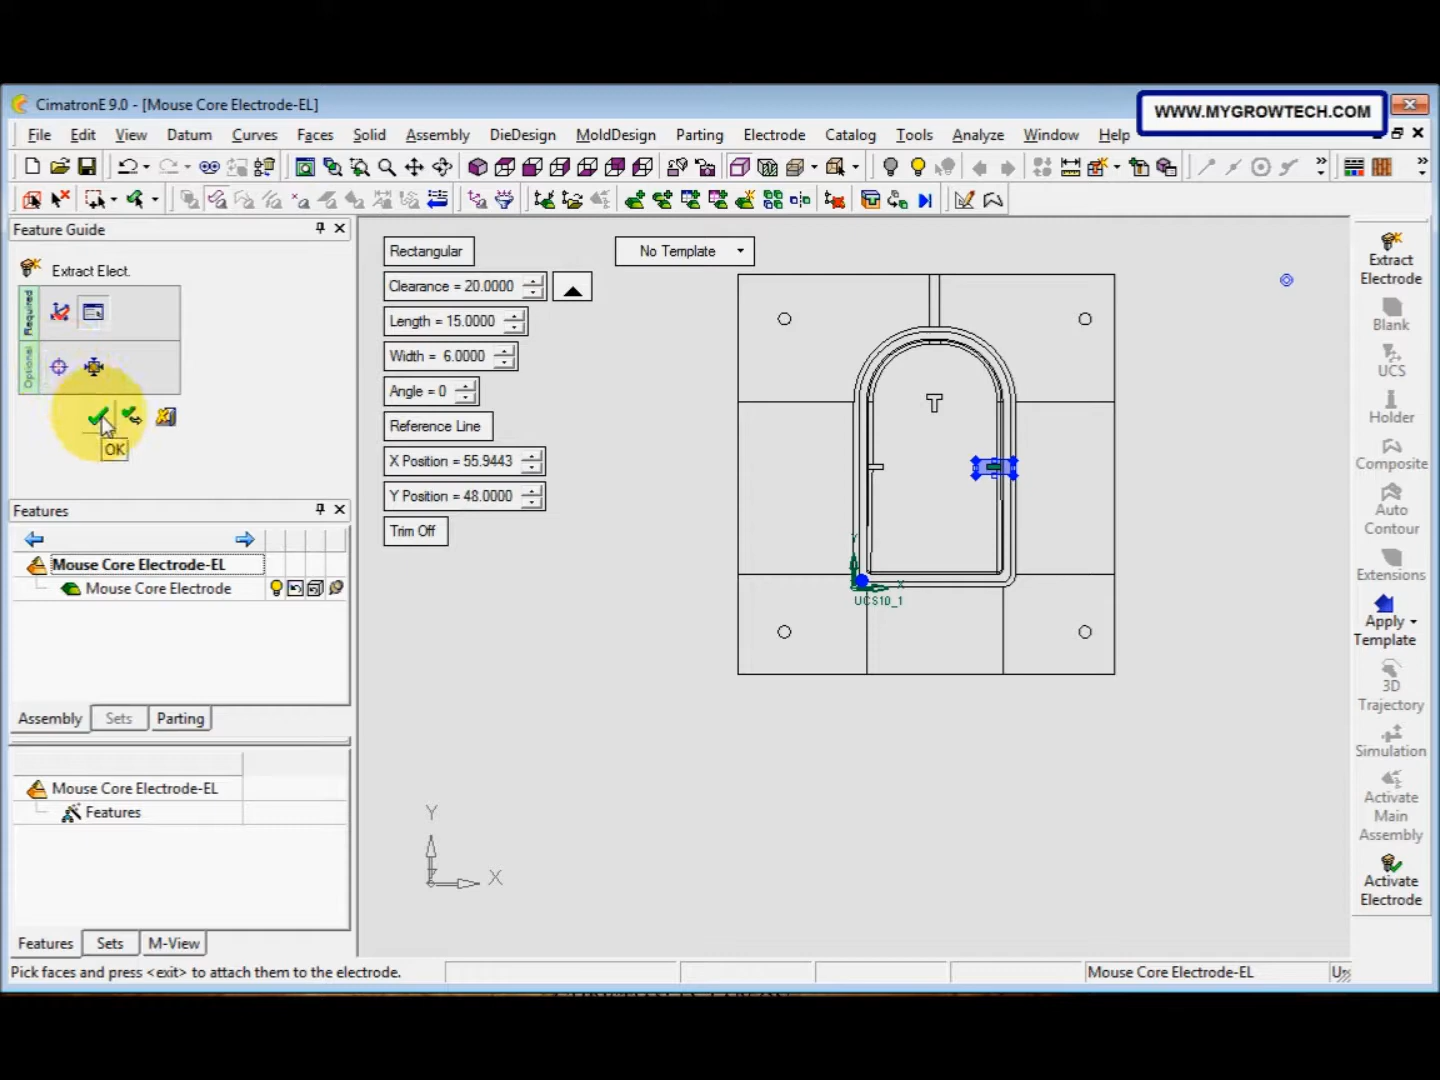 CimatronE 9.0 - [Mouse Core Electrode-EL]
WWW.MYGROWTECH.COM
File Edit View Datum Curves Faces Solid Assembly DieDesign MoldDesign Parting Electrode Catalog Tools Analyze Window Help
Feature Guide
Extract Elect.
Required
Optional
OK
Features
Mouse Core Electrode-EL
Mouse Core Electrode
Assembly Sets Parting
Mouse Core Electrode-EL
Features
Features Sets M-View
Rectangular
No Template
Clearance = 20.0000
Length = 15.0000
Width = 6.0000
Angle = 0
Reference Line
X Position = 55.9443
Y Position = 48.0000
Trim Off
T
Y
X
UCS10_1
Y
X
Extract
Electrode
Blank
UCS
Holder
Composite
Auto
Contour
Extensions
Apply
Template
3D
Trajectory
Simulation
Activate
Main
Assembly
Activate
Electrode
Pick faces and press <exit> to attach them to the electrode.
Mouse Core Electrode-EL